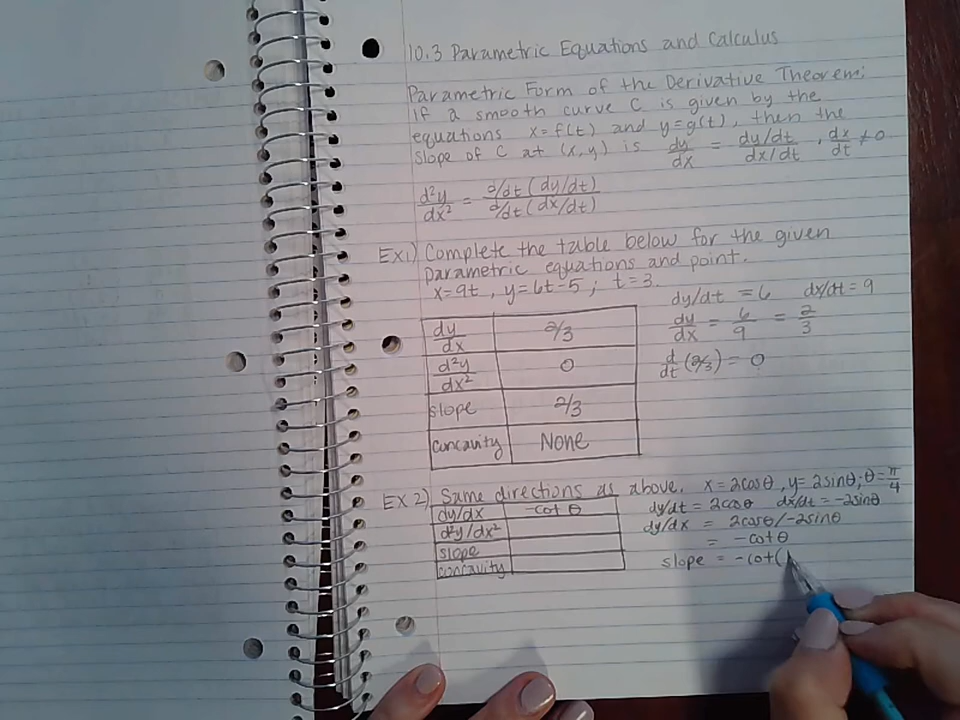 10.3 Parametric Equations and Calculus
Parametric Form of the Derivative Theorem:
If a smooth curve C is given by the
equations x=f(t) and y=g(t), then the
slope of C at (x,y) is dy/dx = (dy/dt)/(dx/dt), dx/dt ≠ 0
d²y/dx² = d/dt (dy/dt) / d/dt (dx/dt)
Ex1) Complete the table below for the given
parametric equations and point.
x=9t, y=6t-5; t=3.
dy/dt = 6 dx/dt = 9
dy/dx = 6/9 = 2/3
d/dt (2/3) = 0
dy/dx 2/3
d²y/dx² 0
slope 2/3
concavity None
EX 2) Same directions as above. x=2cosθ, y=2sinθ; θ=π/4
dy/dx -cot θ
d²y/dx²
slope
concavity
dy/dt = 2cosθ dx/dt = -2sinθ
dy/dx = 2cosθ/-2sinθ
= -cotθ
slope = -cot(